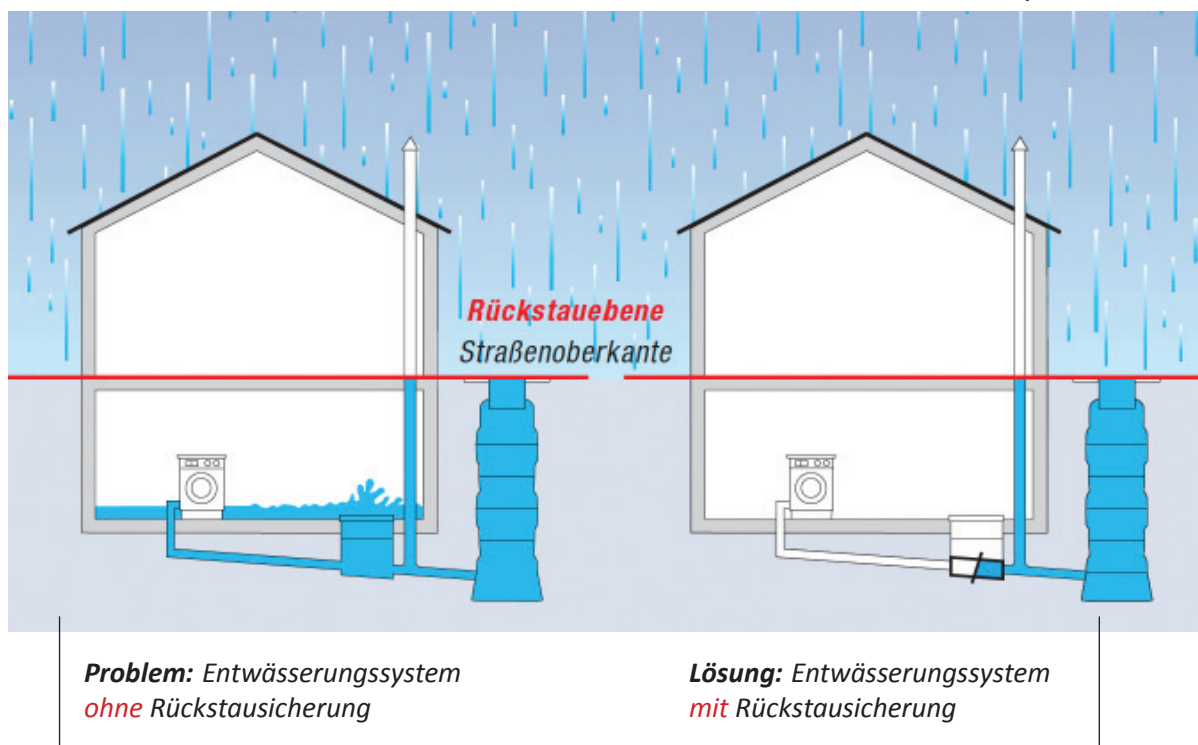 Rückstauebene
Straßenoberkante
Problem: Entwässerungssystem
ohne Rückstausicherung
Lösung: Entwässerungssystem
mit Rückstausicherung